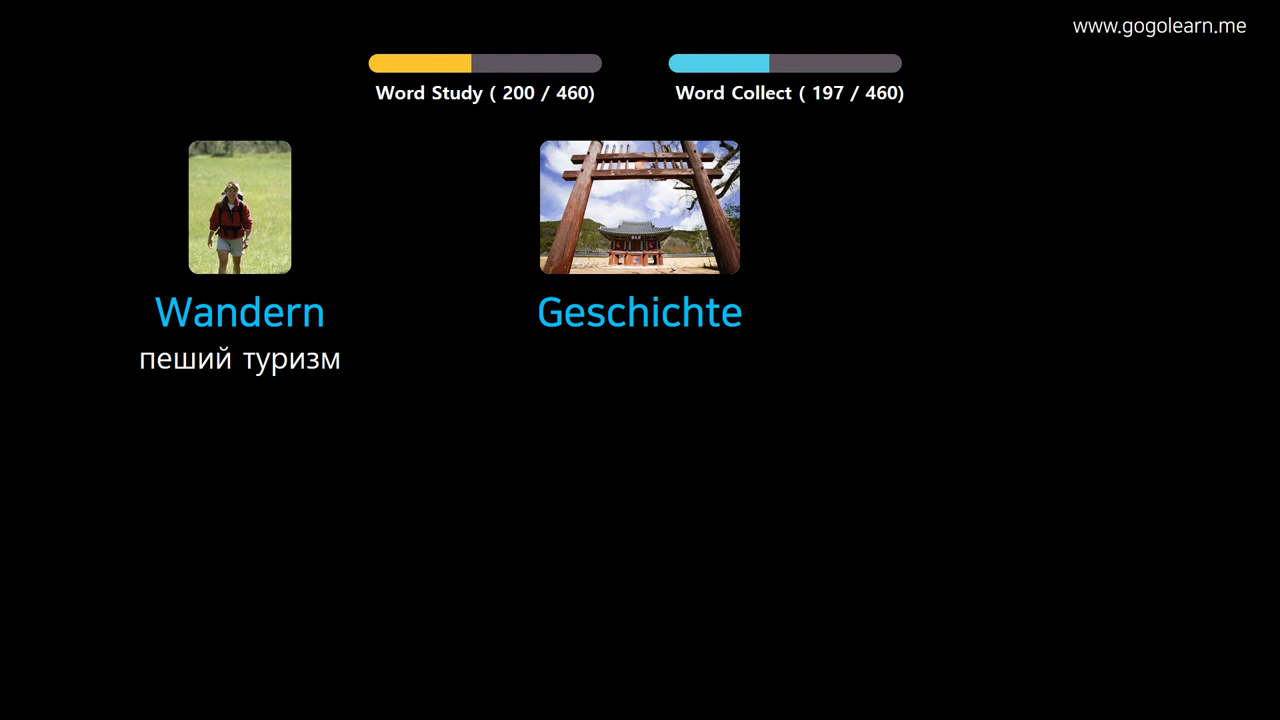 www.gogolearn.me
Word Study ( 200 / 460)
Word Collect ( 197 / 460)
Wandern
пеший туризм
Geschichte